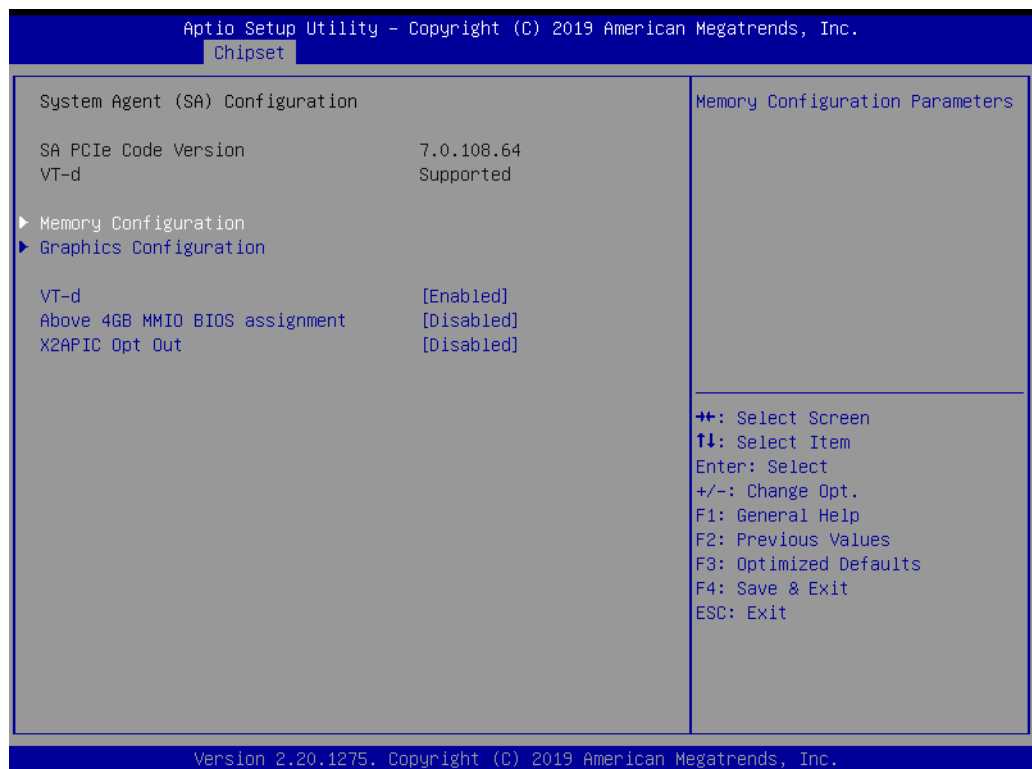 Aptio Setup Utility – Copyright (C) 2019 American Megatrends, Inc.
Chipset
System Agent (SA) Configuration
SA PCIe Code Version 7.0.108.64
VT-d Supported
▶ Memory Configuration
▶ Graphics Configuration
VT-d [Enabled]
Above 4GB MMIO BIOS assignment [Disabled]
X2APIC Opt Out [Disabled]
Memory Configuration Parameters
→←: Select Screen
↑↓: Select Item
Enter: Select
+/-: Change Opt.
F1: General Help
F2: Previous Values
F3: Optimized Defaults
F4: Save & Exit
ESC: Exit
Version 2.20.1275. Copyright (C) 2019 American Megatrends, Inc.